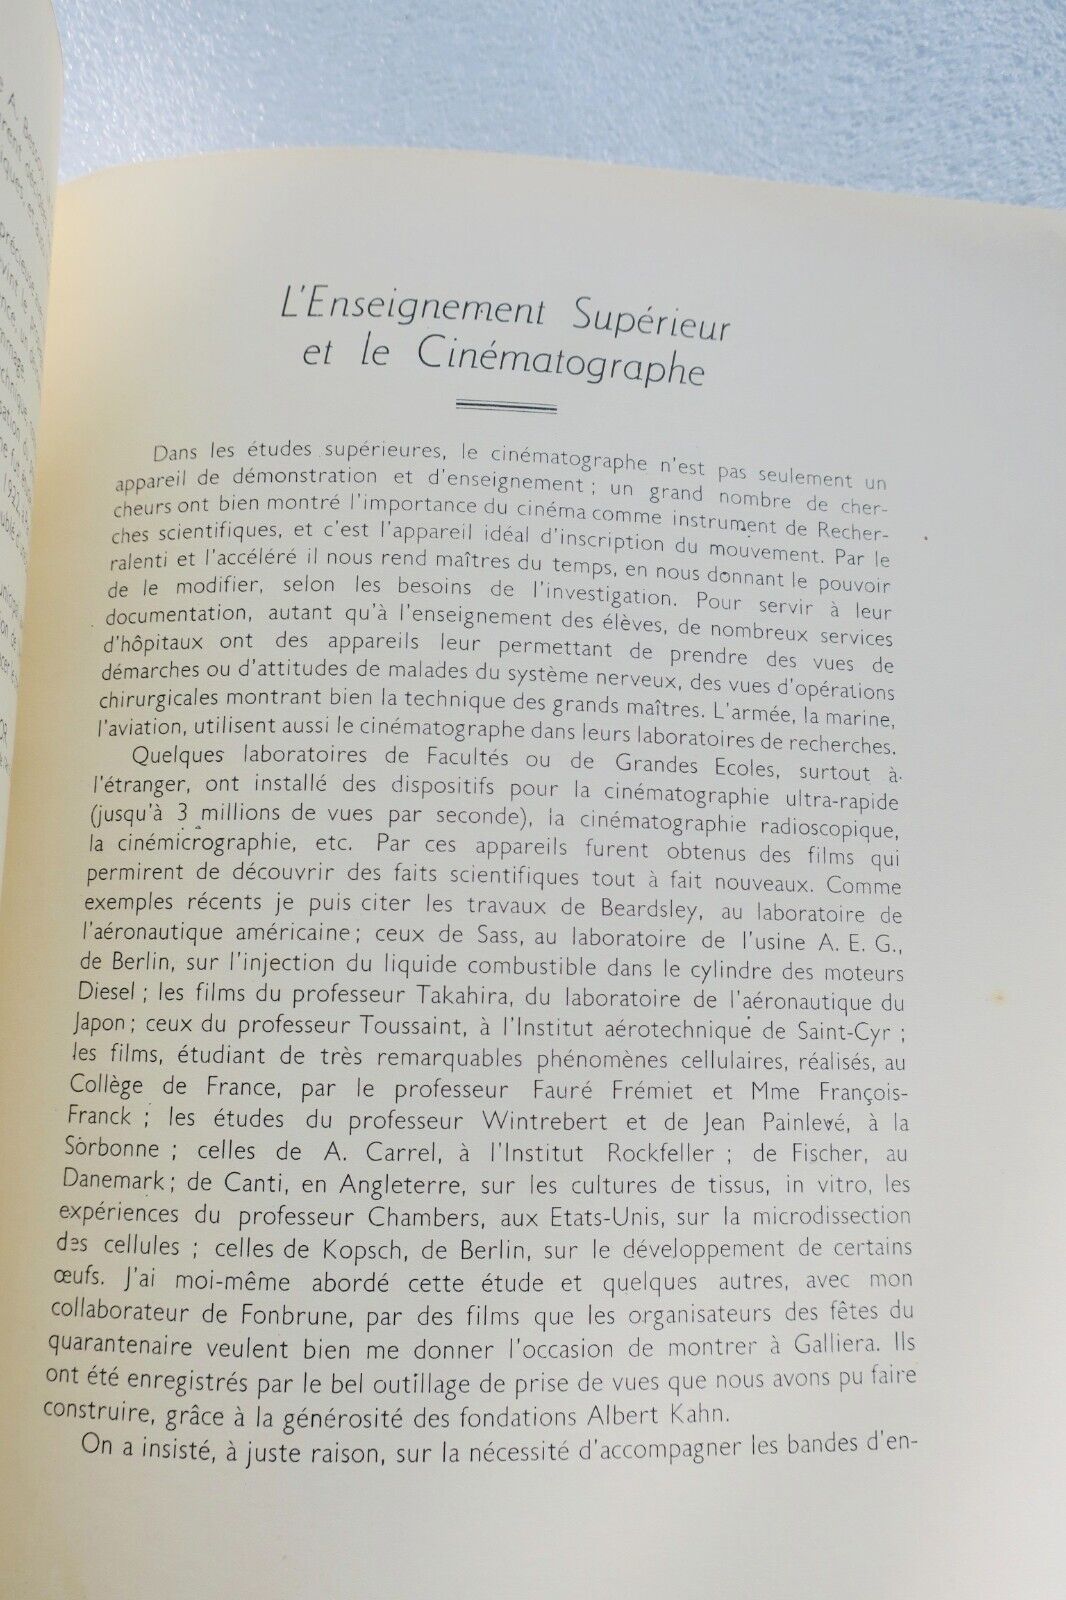 L'Enseignement Supérieur
et le Cinématographe
Dans les études supérieures, le cinématographe n'est pas seulement un
appareil de démonstration et d'enseignement ; un grand nombre de cher-
cheurs ont bien montré l'importance du cinéma comme instrument de Recher-
ches scientifiques, et c'est l'appareil idéal d'inscription du mouvement. Par le
ralenti et l'accéléré il nous rend maîtres du temps, en nous donnant le pouvoir
de le modifier, selon les besoins de l'investigation. Pour servir à leur
documentation, autant qu'à l'enseignement des élèves, de nombreux services
d'hôpitaux ont des appareils leur permettant de prendre des vues de
démarches ou d'attitudes de malades du système nerveux, des vues d'opérations
chirurgicales montrant bien la technique des grands maîtres. L'armée, la marine,
l'aviation, utilisent aussi le cinématographe dans leurs laboratoires de recherches.
Quelques laboratoires de Facultés ou de Grandes Ecoles, surtout à
l'étranger, ont installé des dispositifs pour la cinématographie ultra-rapide
(jusqu'à 3 millions de vues par seconde), la cinématographie radioscopique,
la cinémicrographie, etc. Par ces appareils furent obtenus des films qui
permirent de découvrir des faits scientifiques tout à fait nouveaux. Comme
exemples récents je puis citer les travaux de Beardsley, au laboratoire de
l'aéronautique américaine ; ceux de Sass, au laboratoire de l'usine A. E. G.,
de Berlin, sur l'injection du liquide combustible dans le cylindre des moteurs
Diesel ; les films du professeur Takahira, du laboratoire de l'aéronautique du
Japon ; ceux du professeur Toussaint, à l'Institut aérotechnique de Saint-Cyr ;
les films, étudiant de très remarquables phénomènes cellulaires, réalisés, au
Collège de France, par le professeur Fauré Frémiet et Mme François-
Franck ; les études du professeur Wintrebert et de Jean Painlevé, à la
Sorbonne ; celles de A. Carrel, à l'Institut Rockfeller ; de Fischer, au
Danemark ; de Canti, en Angleterre, sur les cultures de tissus, in vitro, les
expériences du professeur Chambers, aux Etats-Unis, sur la microdissection
des cellules ; celles de Kopsch, de Berlin, sur le développement de certains
œufs. J'ai moi-même abordé cette étude et quelques autres, avec mon
collaborateur de Fonbrune, par des films que les organisateurs des fêtes du
quarantenaire veulent bien me donner l'occasion de montrer à Galliera. Ils
ont été enregistrés par le bel outillage de prise de vues que nous avons pu faire
construire, grâce à la générosité des fondations Albert Kahn.
On a insisté, à juste raison, sur la nécessité d'accompagner les bandes d'en-